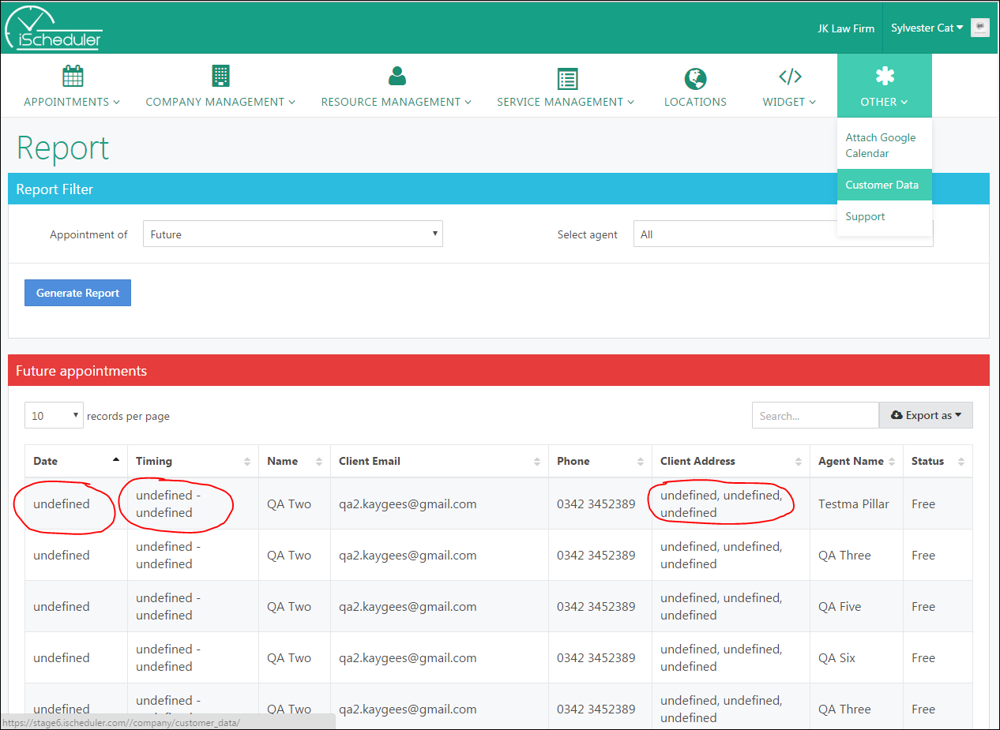 iScheduler
JK Law Firm
Sylvester Cat
APPOINTMENTS
COMPANY MANAGEMENT
RESOURCE MANAGEMENT
SERVICE MANAGEMENT
LOCATIONS
WIDGET
OTHER
Attach Google
Calendar
Customer Data
Support
Report
Report Filter
Appointment of
Future
Select agent
All
Generate Report
Future appointments
10
records per page
Search...
Export as
Date Timing Name Client Email Phone Client Address Agent Name Status
undefined undefined - QA Two qa2.kaygees@gmail.com 0342 3452389 undefined, undefined, Testma Pillar Free
undefined undefined
undefined undefined - QA Two qa2.kaygees@gmail.com 0342 3452389 undefined, undefined, QA Three Free
undefined undefined
undefined undefined - QA Two qa2.kaygees@gmail.com 0342 3452389 undefined, undefined, QA Five Free
undefined undefined
undefined undefined - QA Two qa2.kaygees@gmail.com 0342 3452389 undefined, undefined, QA Six Free
undefined undefined
undefined undefined - QA Two qa2.kaygees@gmail.com 0342 3452389 undefined, undefined, QA Three Free
undefined undefined
https://stage6.ischeduler.com//company/customer_data/